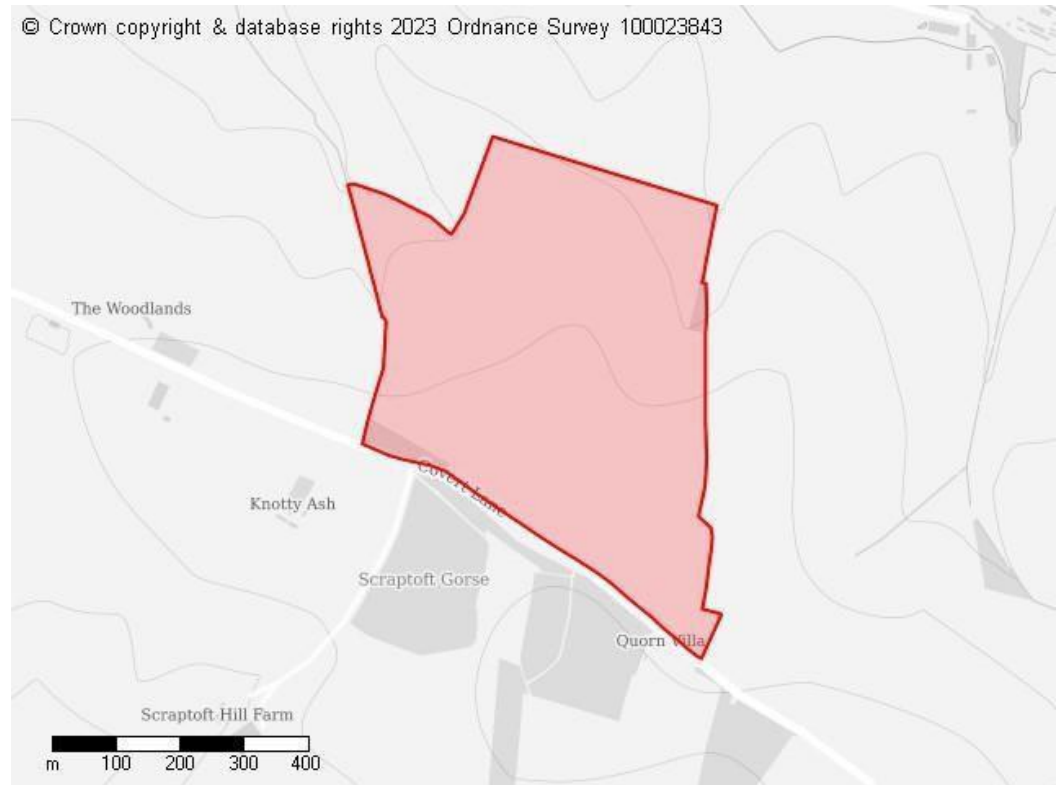 © Crown copyright & database rights 2023 Ordnance Survey 100023843
The Woodlands
Covert Lane
Knotty Ash
Scraptoft Gorse
Quorn Villa
Scraptoft Hill Farm
m 100 200 300 400